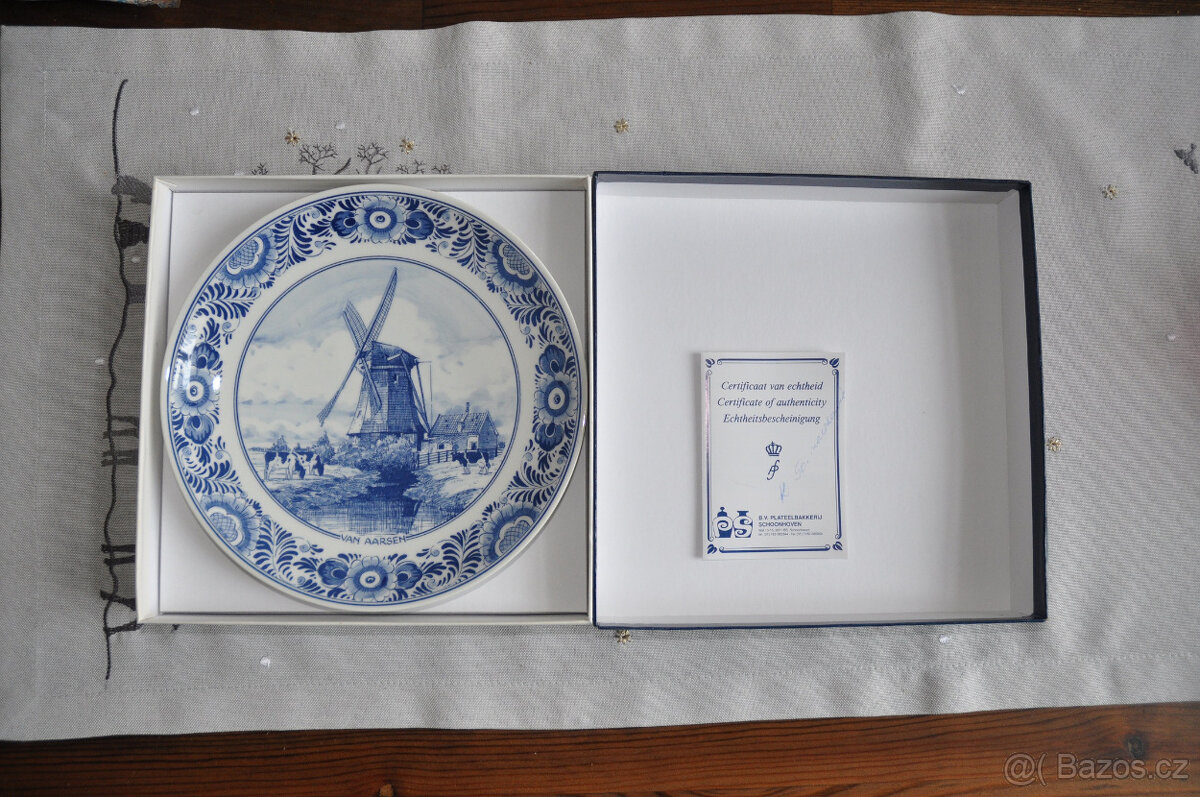 VAN AARSEN
Certificaat van echtheid
Certificate of authenticity
Echtheitsbescheinigung
B.V. PLATEELBAKKERIJ
SCHOONHOVEN
@( Bazos.cz